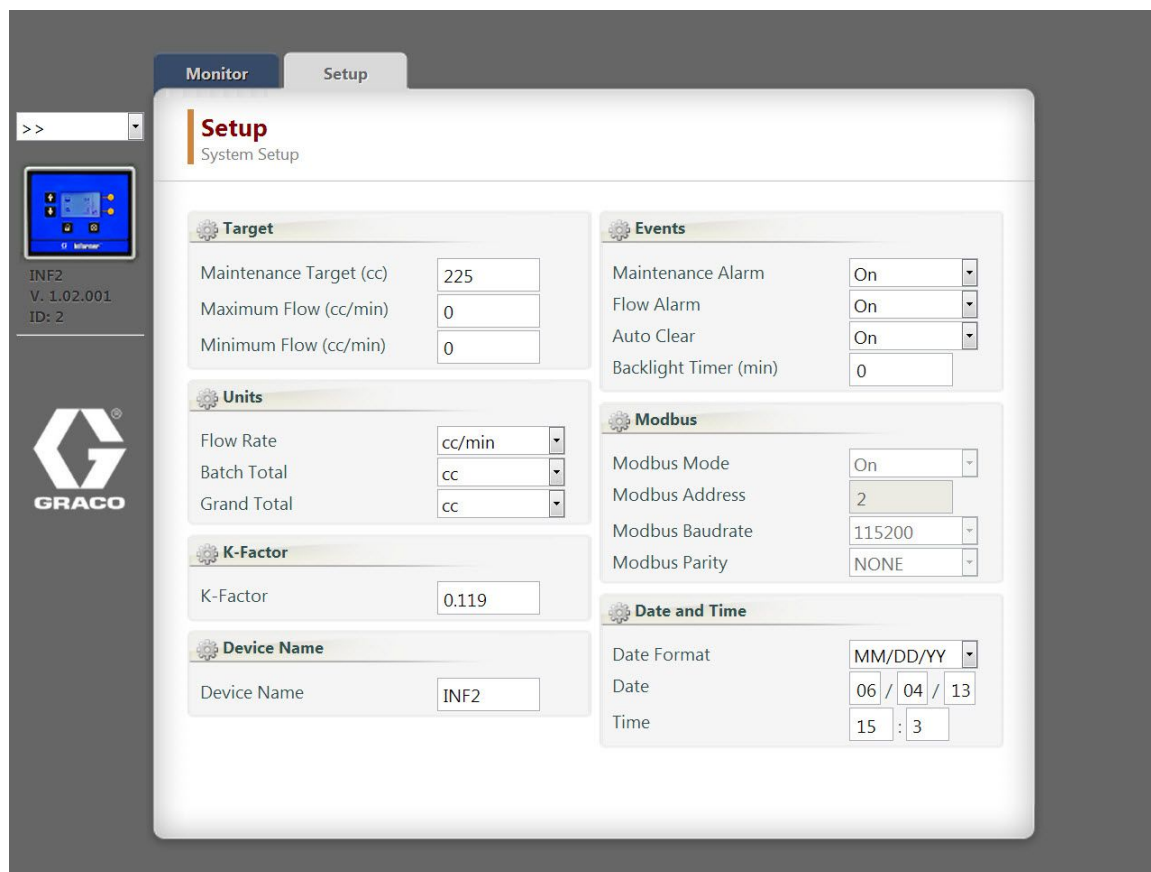 Monitor Setup
>>
Setup
System Setup
INF2
V. 1.02.001
ID: 2
GRACO
®
Target
Maintenance Target (cc) 225
Maximum Flow (cc/min) 0
Minimum Flow (cc/min) 0
Units
Flow Rate cc/min
Batch Total cc
Grand Total cc
K-Factor
K-Factor 0.119
Device Name
Device Name INF2
Events
Maintenance Alarm On
Flow Alarm On
Auto Clear On
Backlight Timer (min) 0
Modbus
Modbus Mode On
Modbus Address 2
Modbus Baudrate 115200
Modbus Parity NONE
Date and Time
Date Format MM/DD/YY
Date 06 / 04 / 13
Time 15 : 3